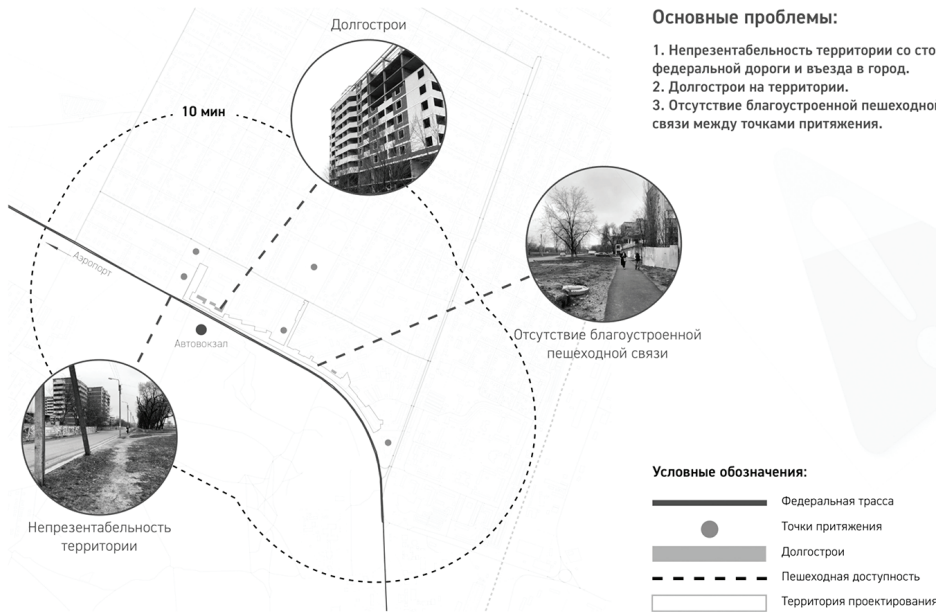 Долгострои
10 мин
Аэропорт
Автовокзал
Отсутствие благоустроенной
пешеходной связи
Непрезентабельность
территории
Основные проблемы:
1. Непрезентабельность территории со сто
федеральной дороги и въезда в город.
2. Долгострои на территории.
3. Отсутствие благоустроенной пешеходно
связи между точками притяжения.
Условные обозначения:
Федеральная трасса
Точки притяжения
Долгострои
Пешеходная доступность
Территория проектирования